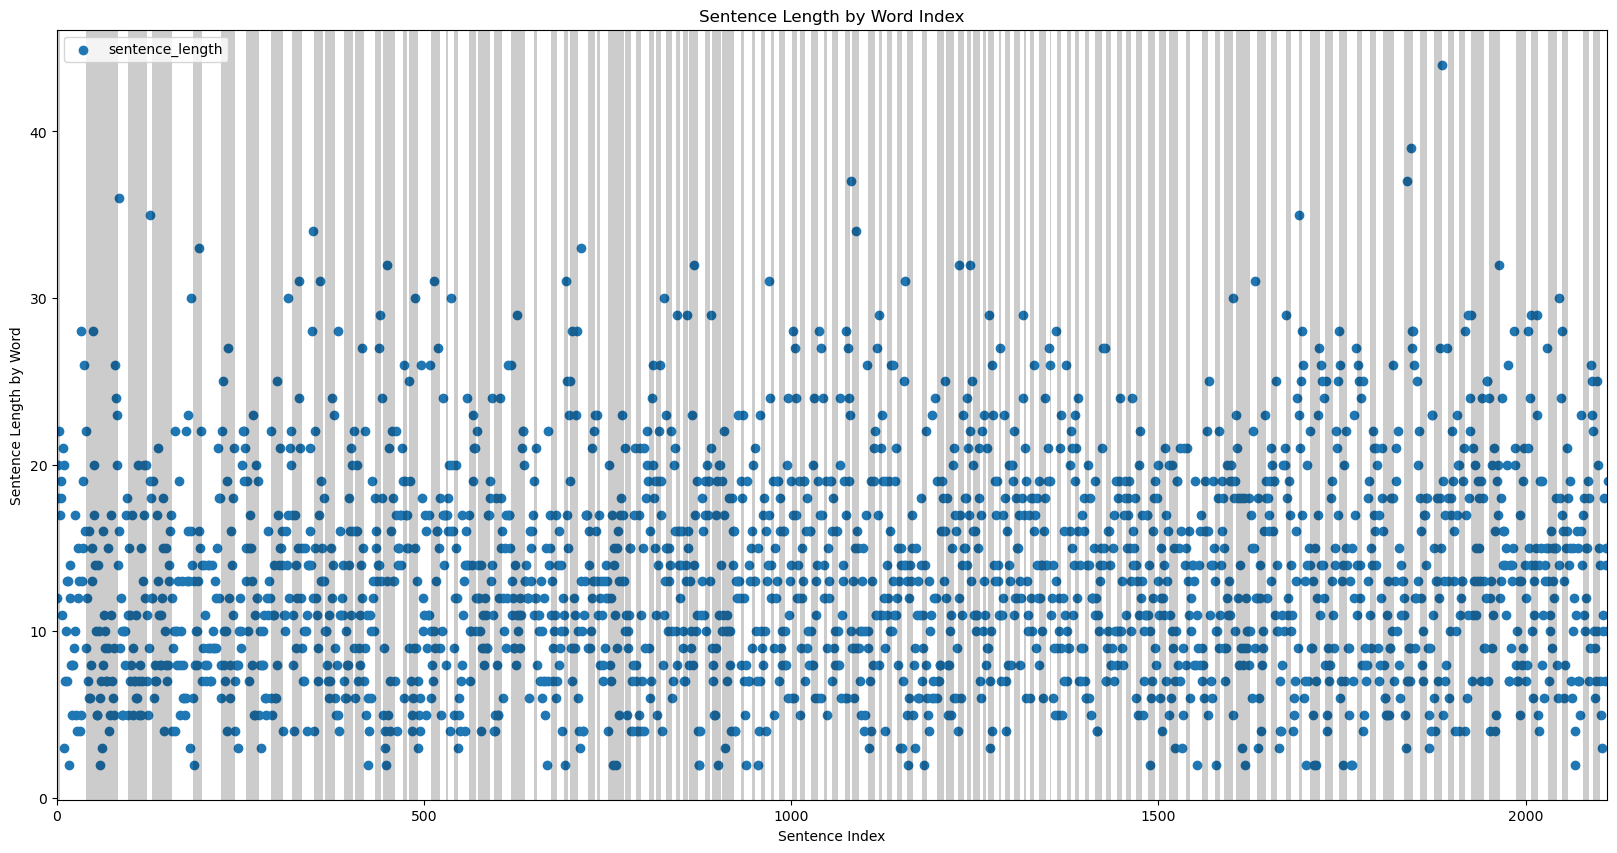 Sentence Length by Word Index
sentence_length
Sentence Length by Word
40
30
20
10
0
0 500 1000 1500 2000
Sentence Index